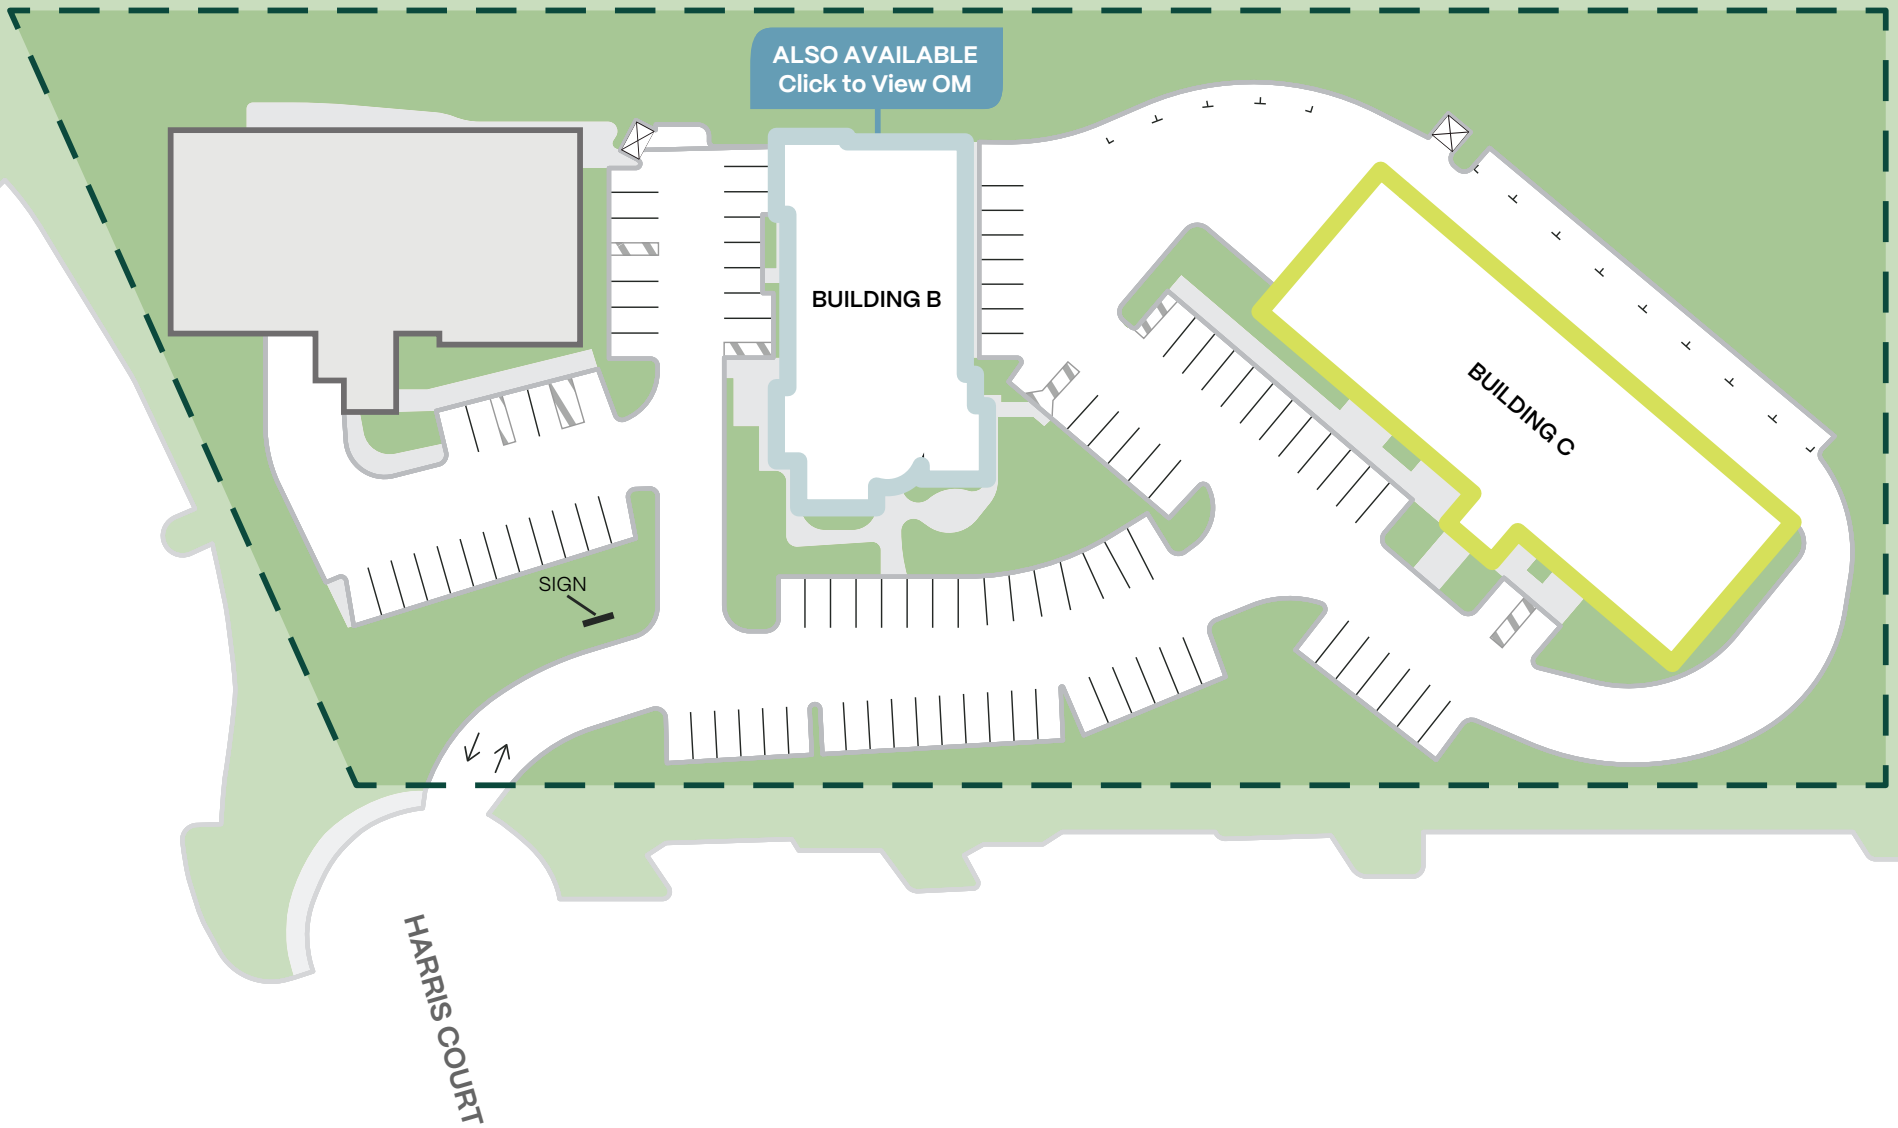 ALSO AVAILABLE
Click to View OM
BUILDING B
BUILDING C
SIGN
HARRIS COURT